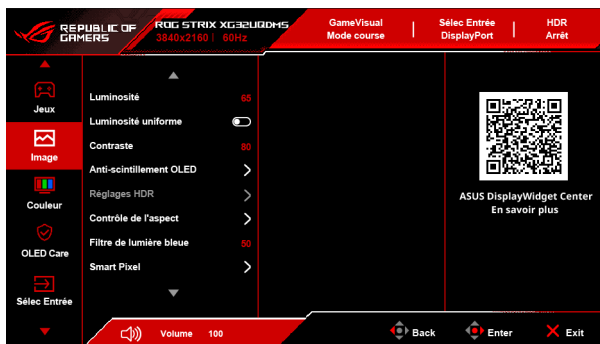 REPUBLIC OF
GAMERS
ROG STRIX XG32UQDMS
3840x2160 | 60Hz
GameVisual
Mode course
Sélec Entrée
DisplayPort
HDR
Arrêt
Jeux
Image
Couleur
OLED Care
Sélec Entrée
Luminosité 65
Luminosité uniforme
Contraste 80
Anti-scintillement OLED
Réglages HDR
Contrôle de l'aspect
Filtre de lumière bleue 50
Smart Pixel
ASUS DisplayWidget Center
En savoir plus
Volume 100
Back
Enter
Exit